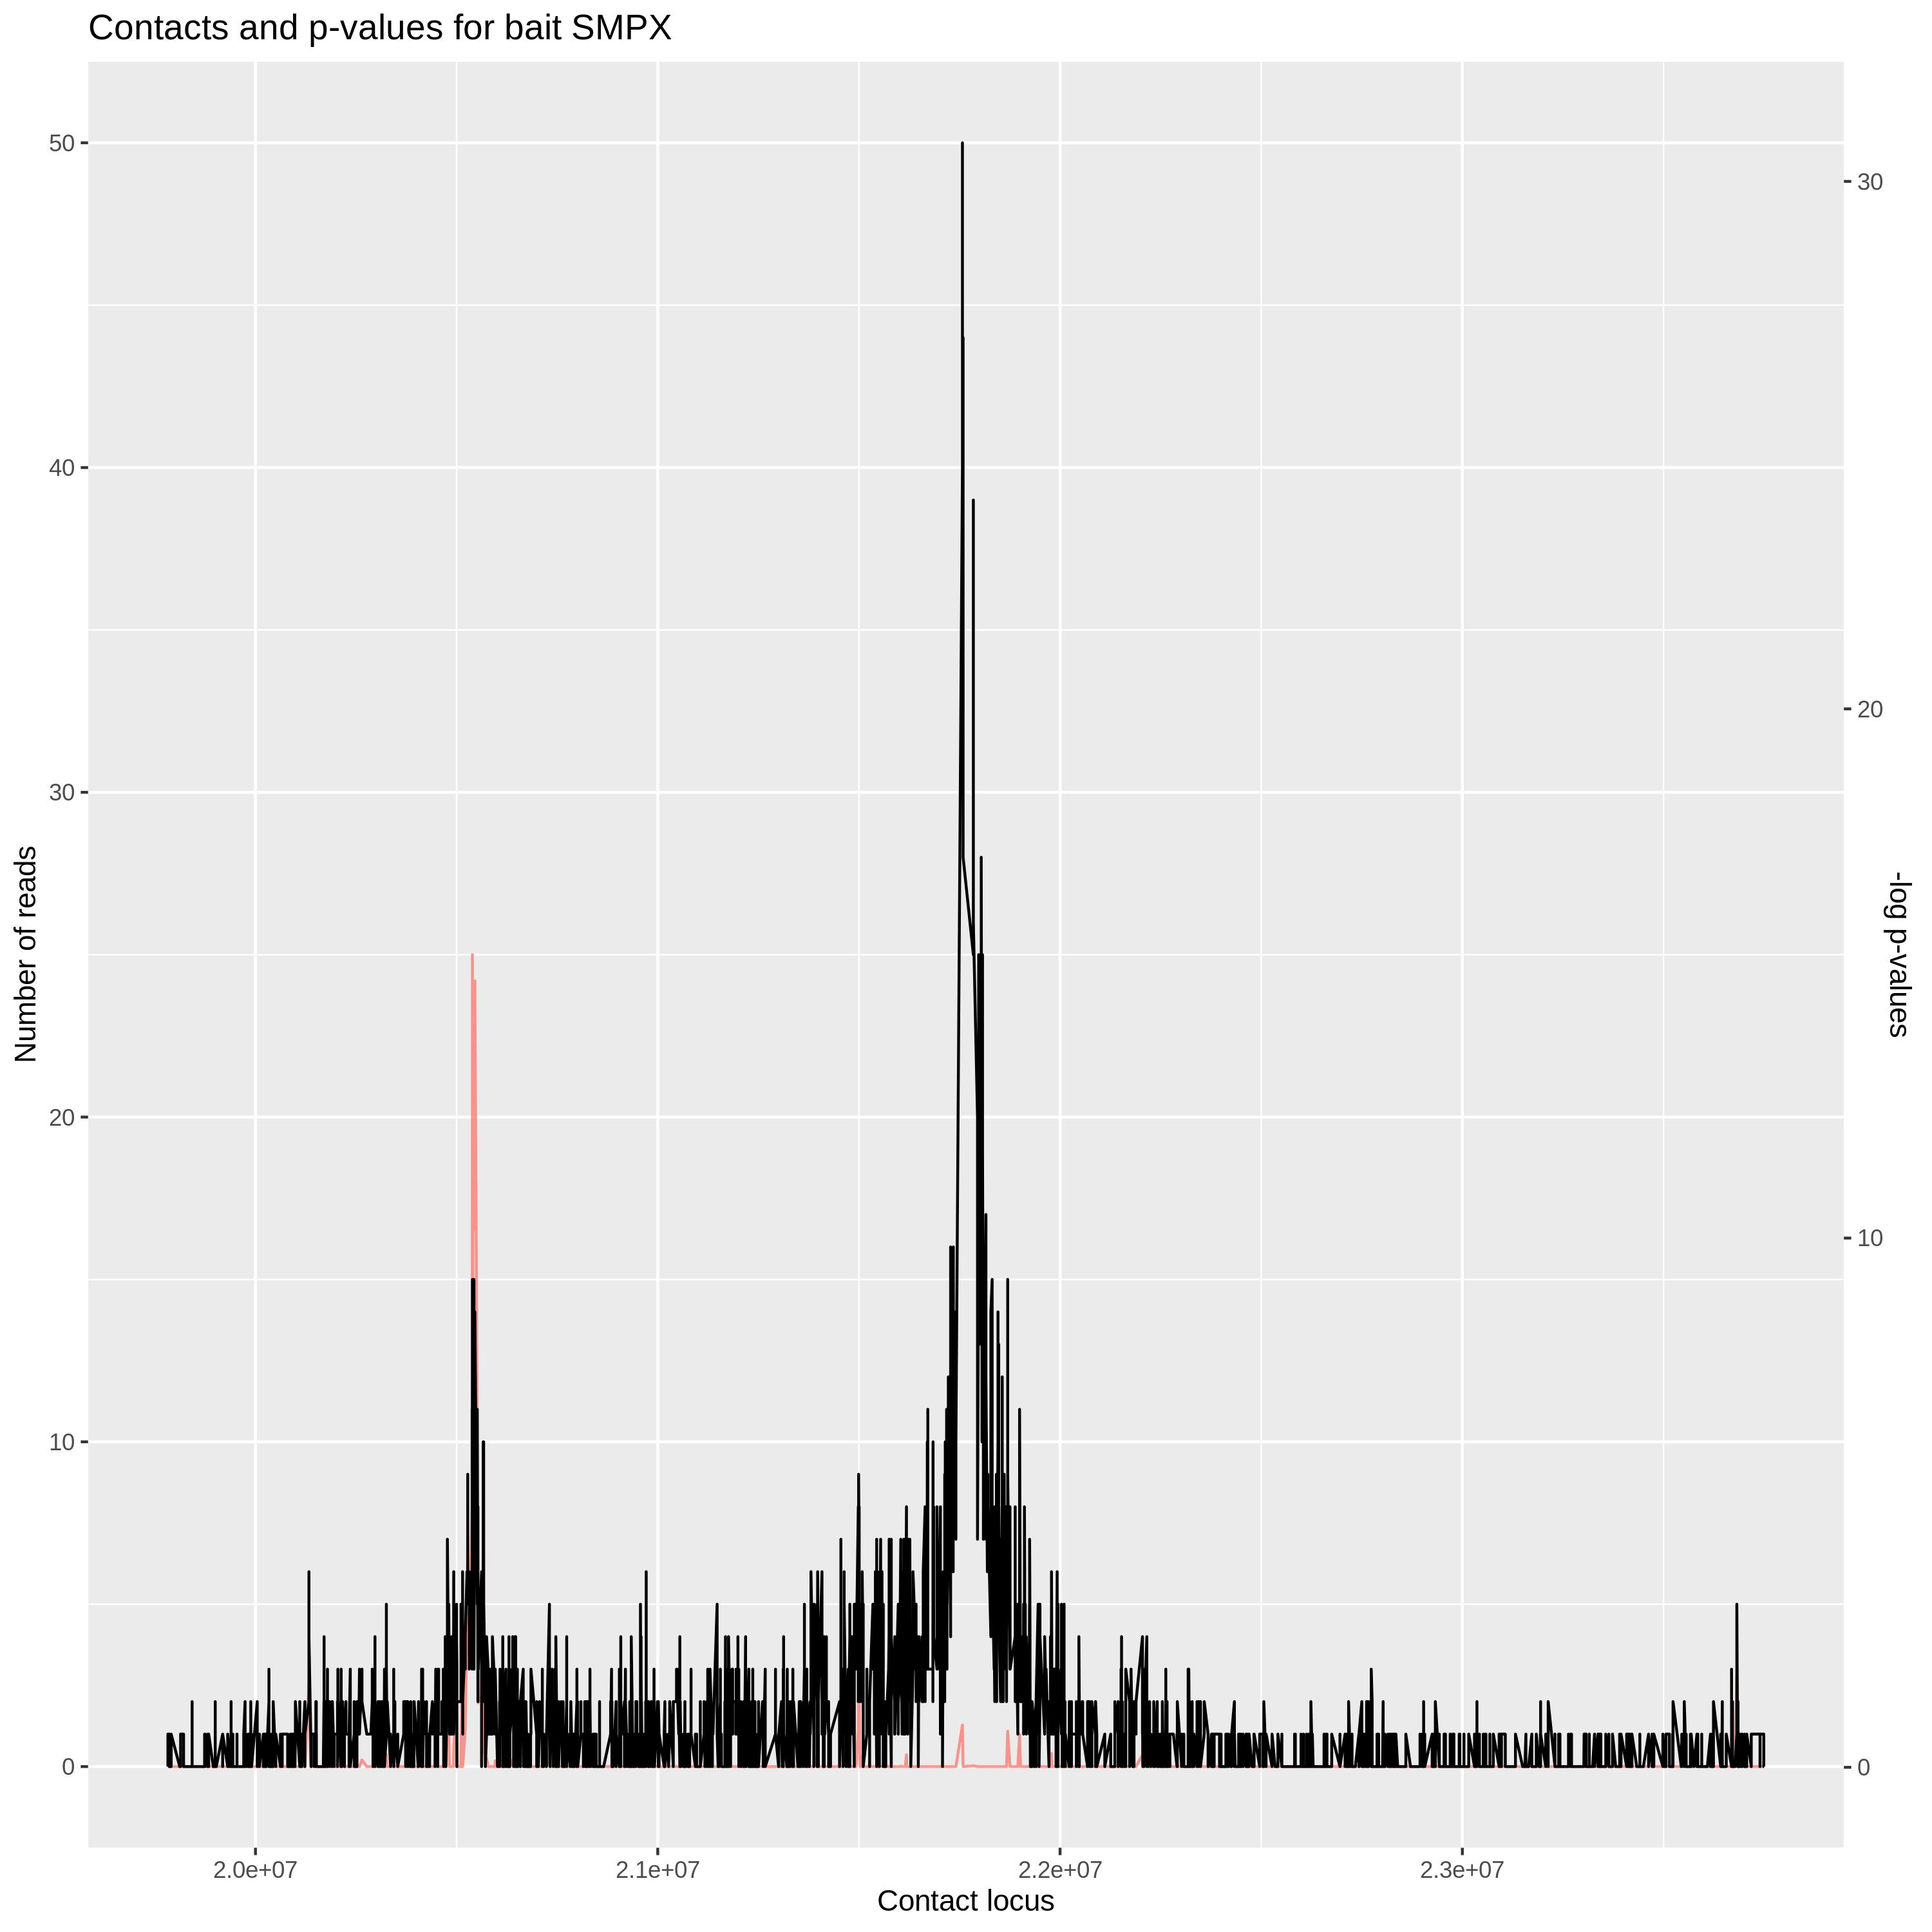 Contacts and p-values for bait SMPX
50
40
30
20
10
0
Number of reads
30
20
10
0
-log p-values
2.0e+07 2.1e+07 2.2e+07 2.3e+07
Contact locus